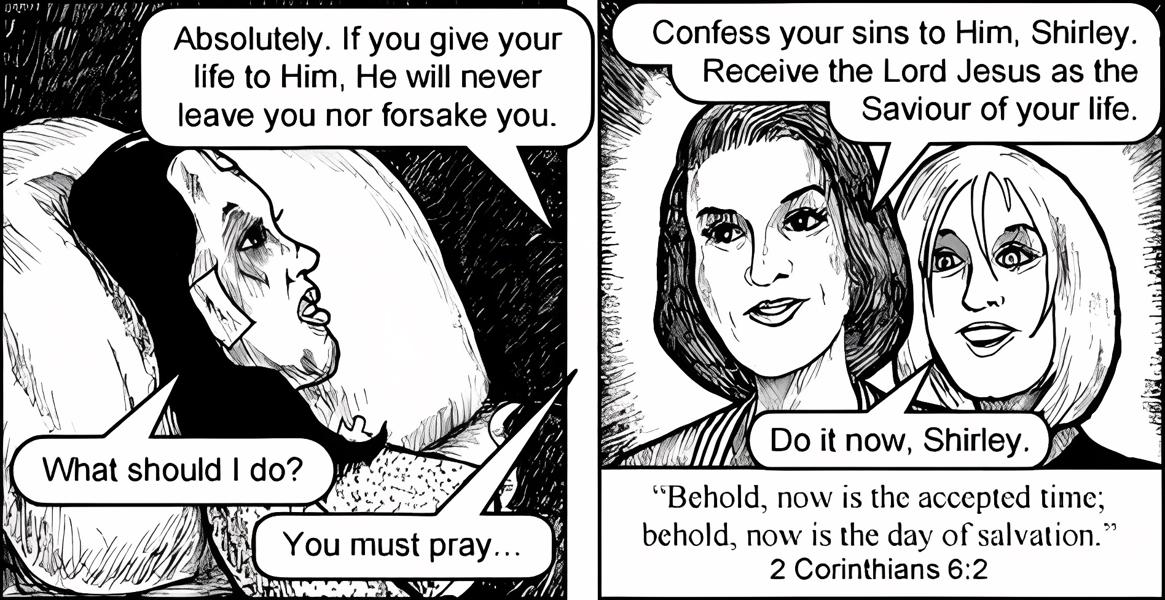 Absolutely. If you give your
life to Him, He will never
leave you nor forsake you.
What should I do?
You must pray...
Confess your sins to Him, Shirley.
Receive the Lord Jesus as the
Saviour of your life.
Do it now, Shirley.
“Behold, now is the accepted time;
behold, now is the day of salvation.”
2 Corinthians 6:2